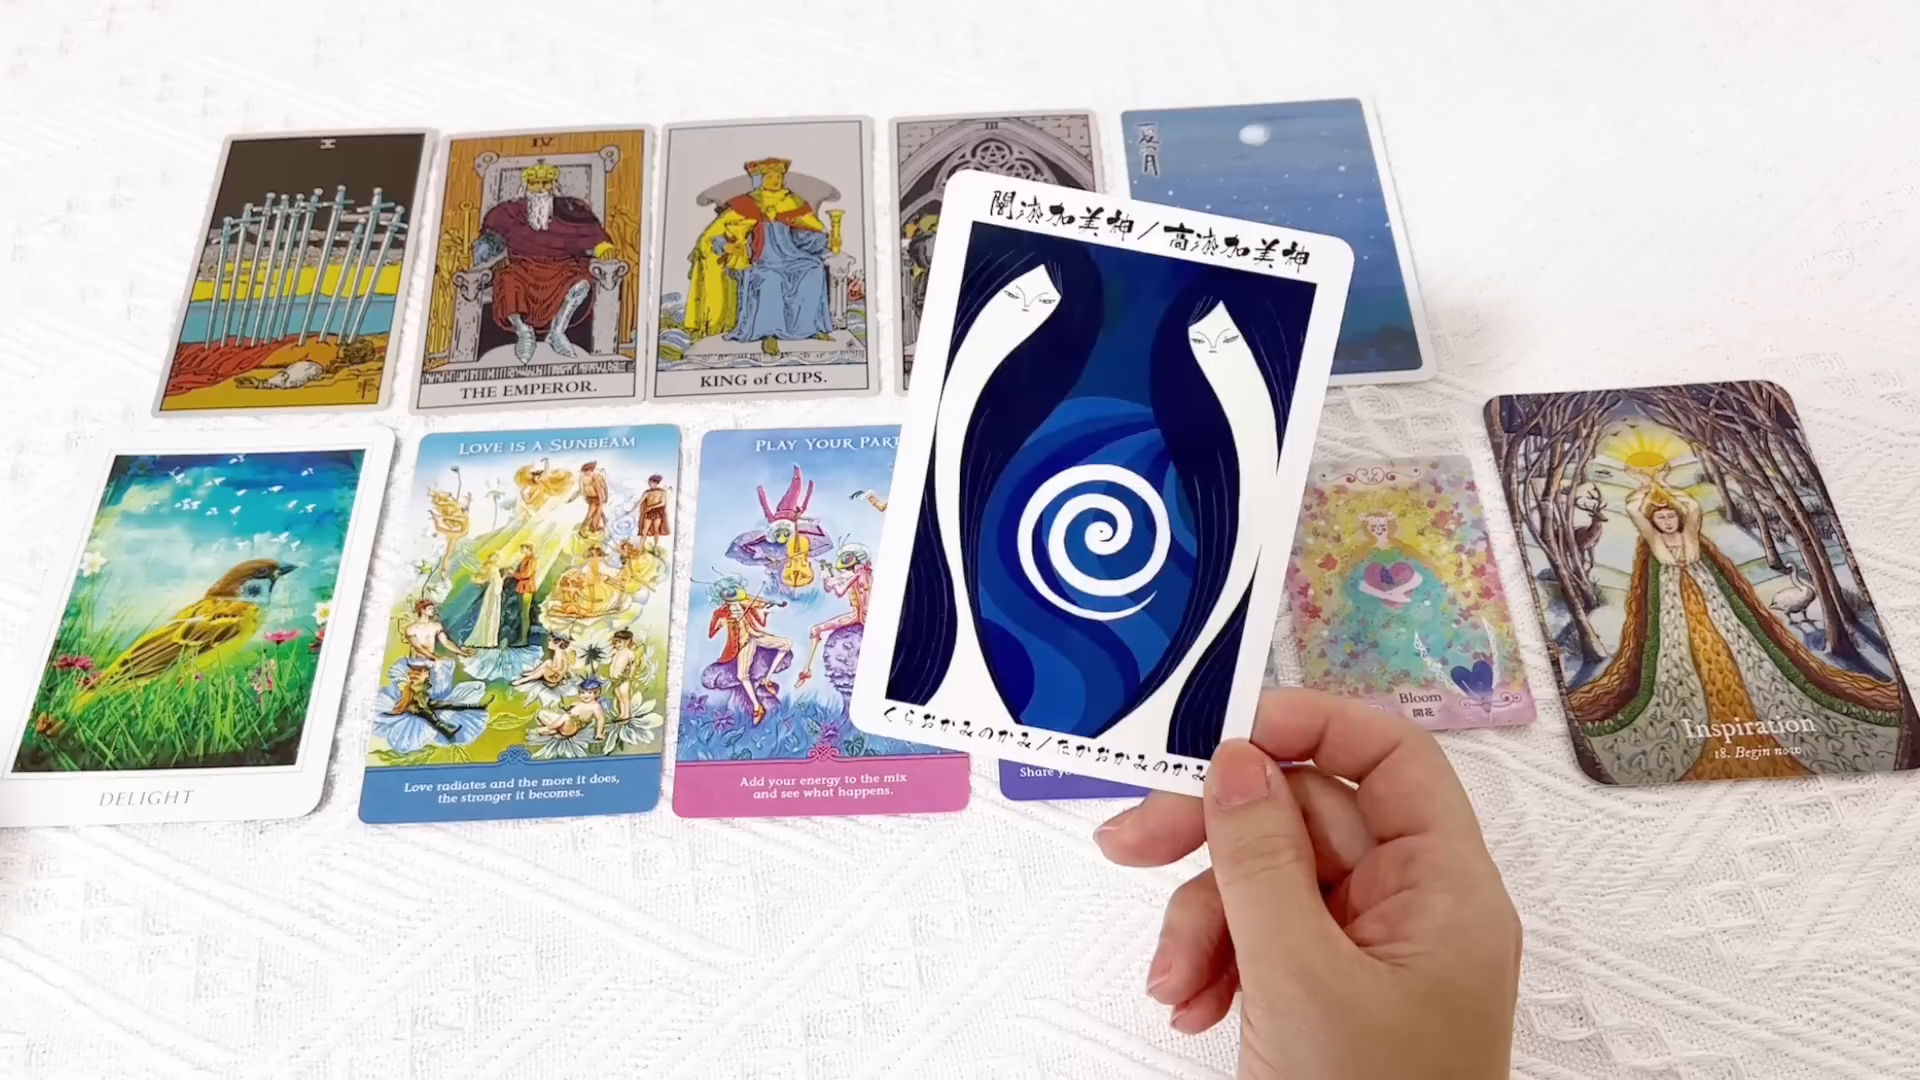 X
IV
THE EMPEROR.
KING of CUPS.
III
夏の月
闇淤加美神/高淤加美神
くらおかみのかみ/たかおかみのかみ
DELIGHT
LOVE IS A SUNBEAM
Love radiates and the more it does,
the stronger it becomes.
PLAY YOUR PART
Add your energy to the mix
and see what happens.
Share
Bloom
開花
Inspiration
18. Begin now